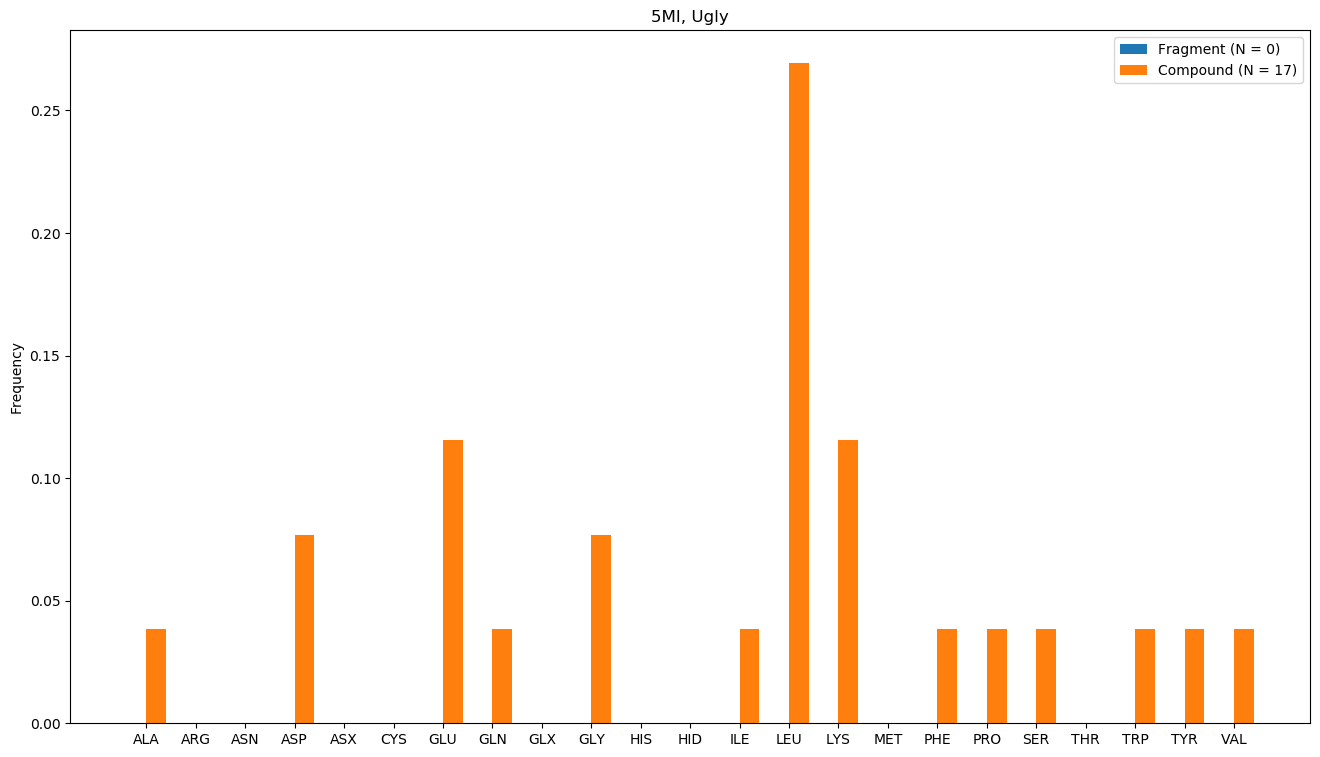 5MI, Ugly
Fragment (N = 0)
Compound (N = 17)
Frequency
0.25
0.20
0.15
0.10
0.05
0.00
ALA ARG ASN ASP ASX CYS GLU GLN GLX GLY HIS HID ILE LEU LYS MET PHE PRO SER THR TRP TYR VAL